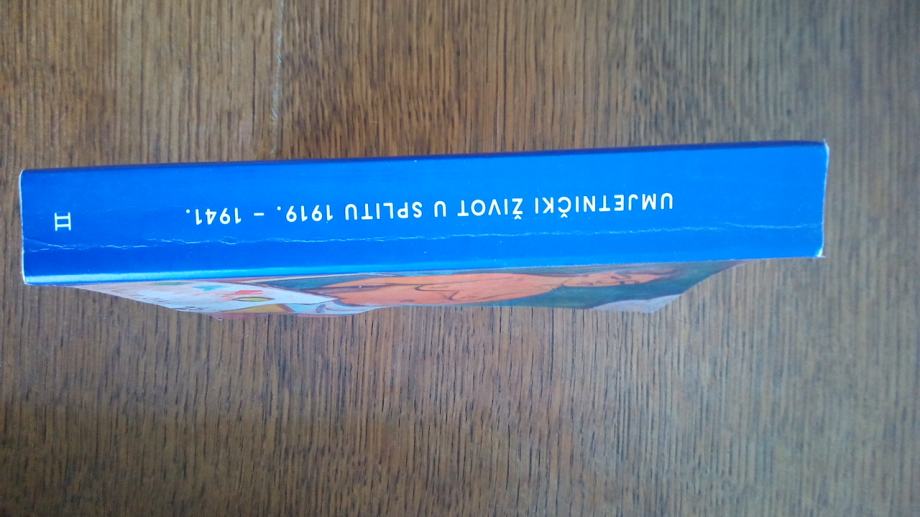 UMJETNIČKI ŽIVOT U SPLITU 1919. – 1941.
II